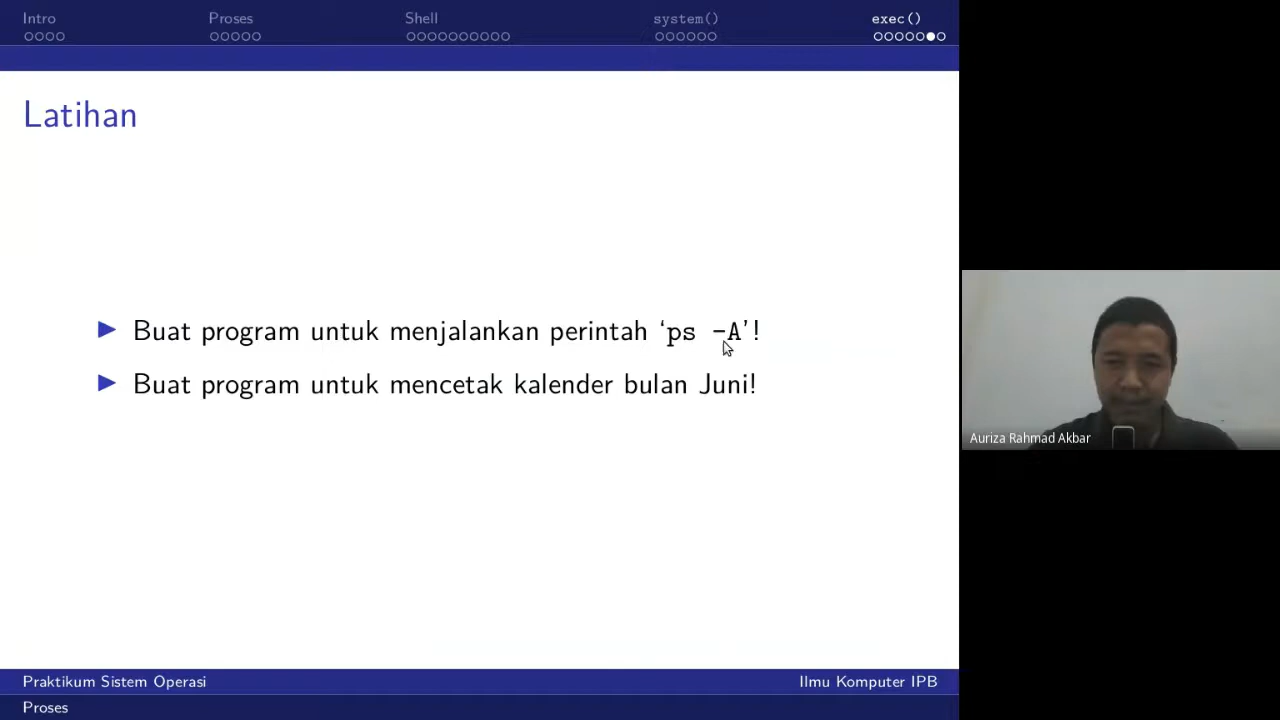 Intro Proses Shell system() exec()
Latihan
Buat program untuk menjalankan perintah ‘ps -A’!
Buat program untuk mencetak kalender bulan Juni!
Auriza Rahmad Akbar
Praktikum Sistem Operasi Ilmu Komputer IPB
Proses